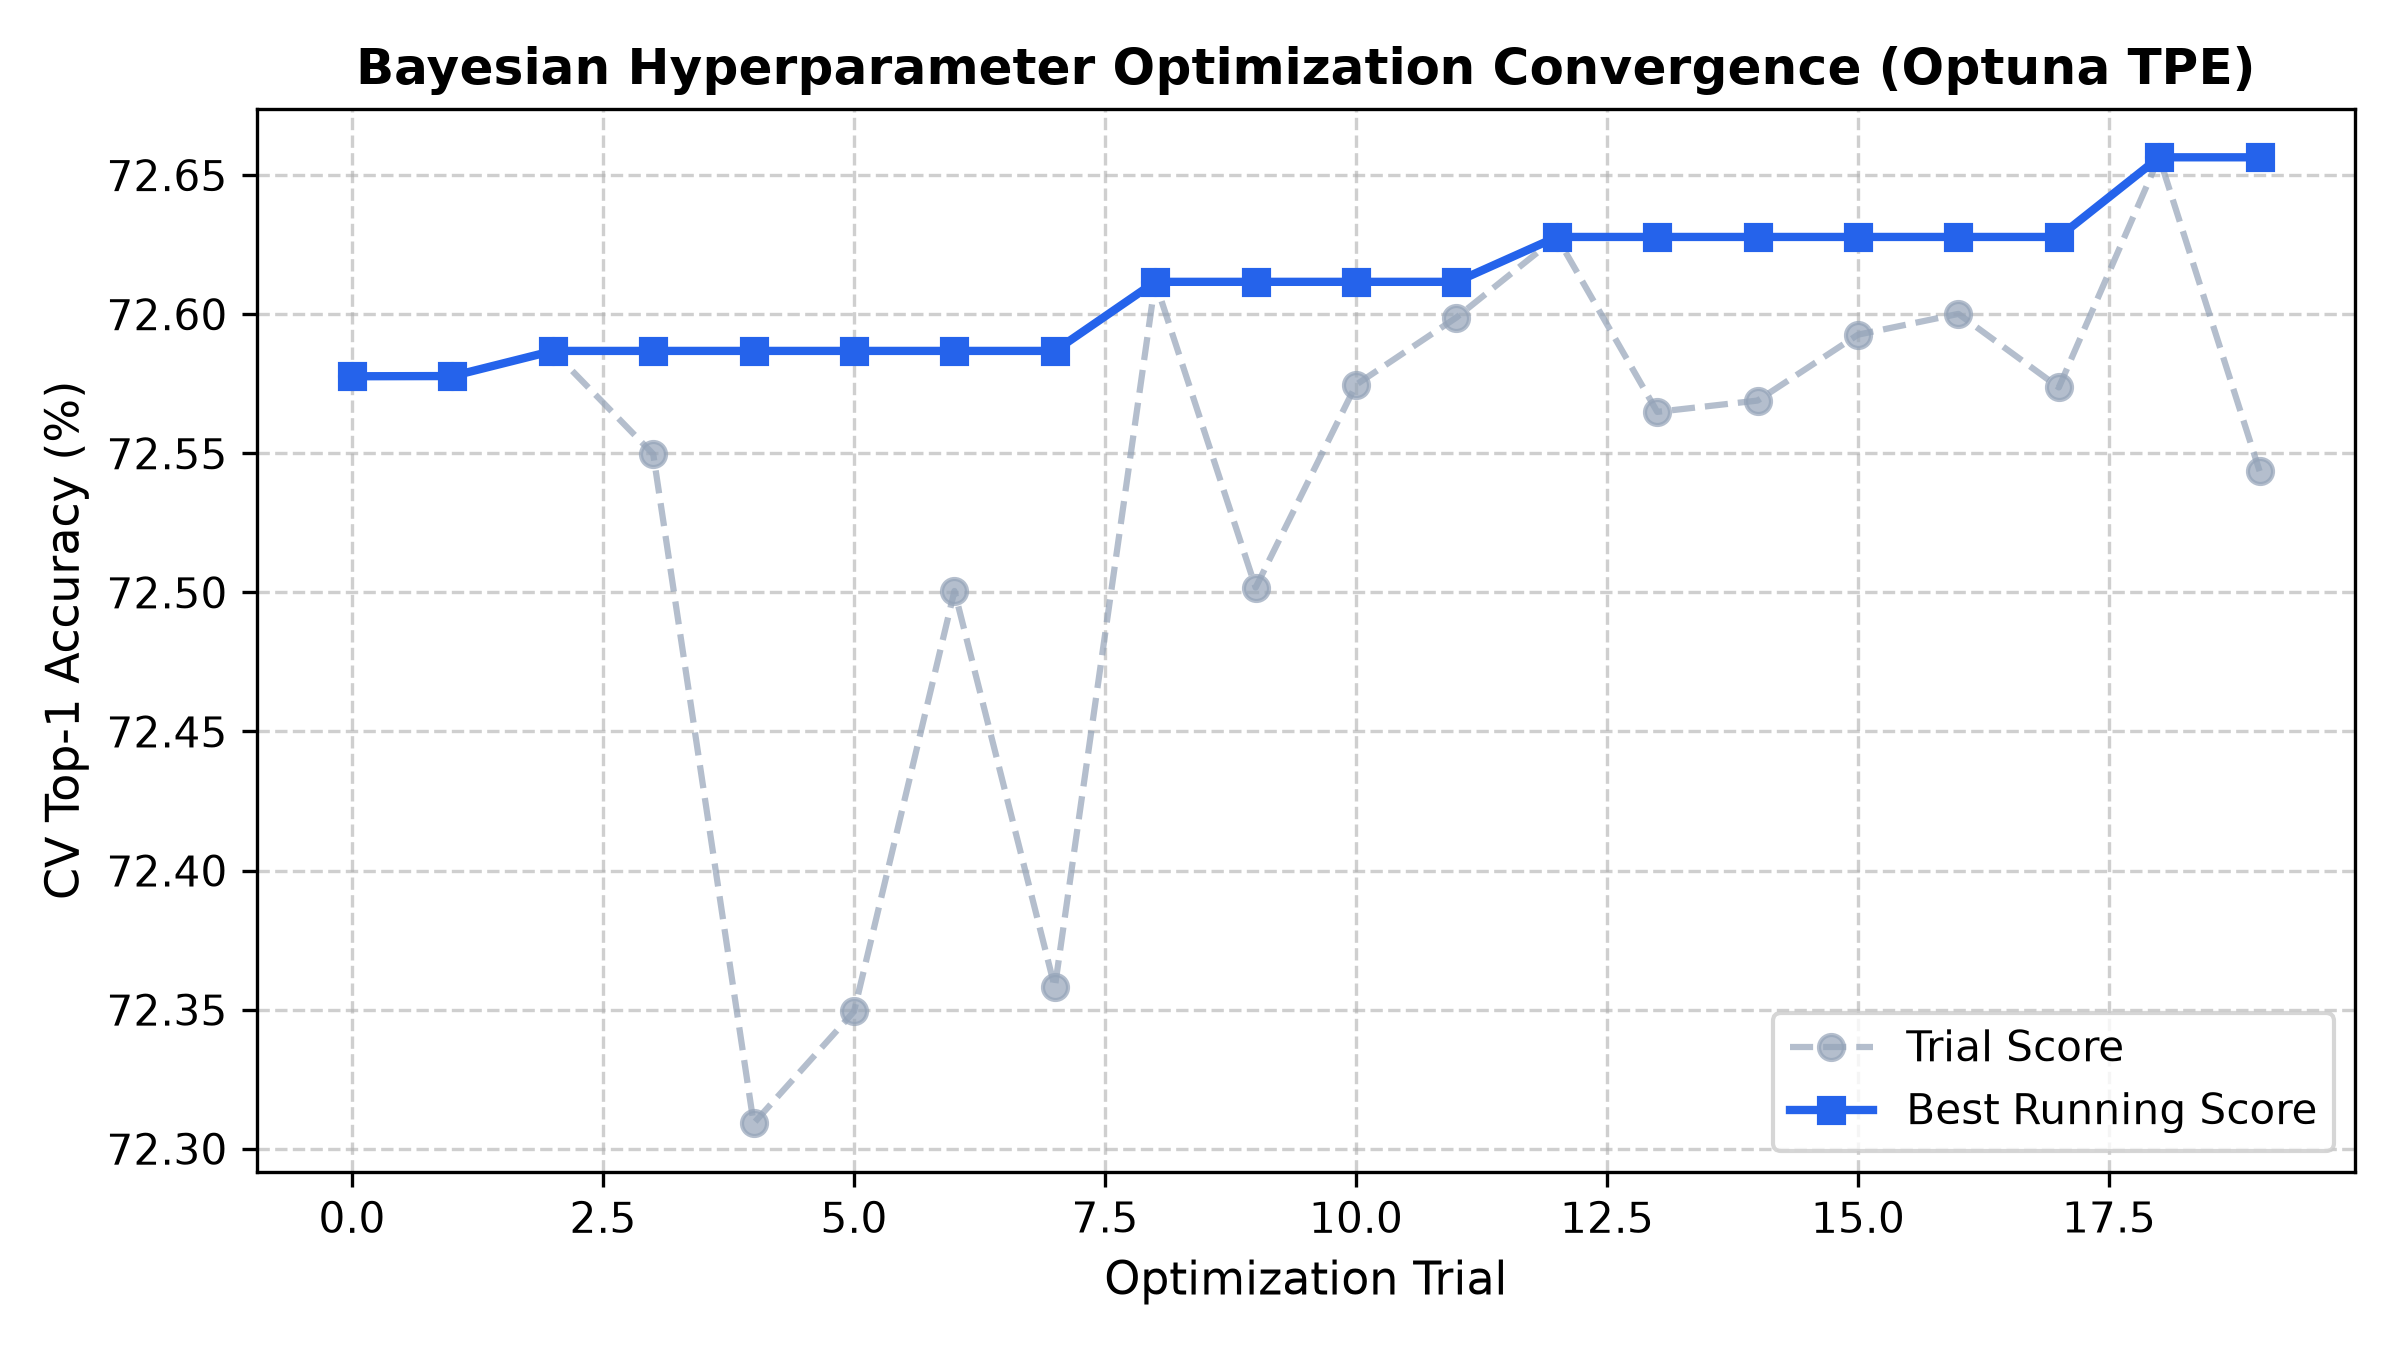 Bayesian Hyperparameter Optimization Convergence (Optuna TPE)
CV Top-1 Accuracy (%)
72.65
72.60
72.55
72.50
72.45
72.40
72.35
72.30
Trial Score
Best Running Score
0.0 2.5 5.0 7.5 10.0 12.5 15.0 17.5
Optimization Trial